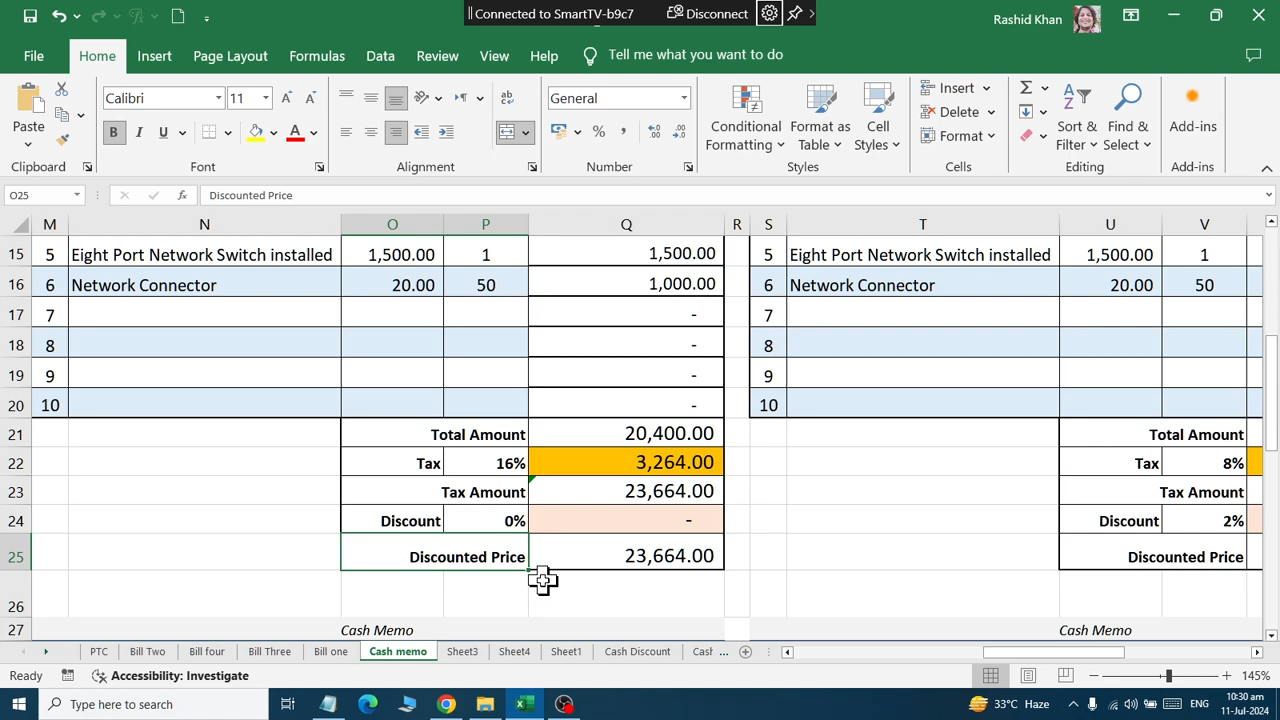 Connected to SmartTV-b9c7 Disconnect
Rashid Khan
File Home Insert Page Layout Formulas Data Review View Help Tell me what you want to do
Paste
Clipboard
Calibri 11
B I U
Font
ab
Alignment
General
%
Number
Conditional Formatting
Format as Table
Cell Styles
Styles
Insert
Delete
Format
Cells
Sort & Filter
Find & Select
Editing
Add-ins
Add-ins
O25 fx Discounted Price
M N O P Q R S T U V
15 5 Eight Port Network Switch installed 1,500.00 1 1,500.00 5 Eight Port Network Switch installed 1,500.00 1
16 6 Network Connector 20.00 50 1,000.00 6 Network Connector 20.00 50
17 7 - 7
18 8 - 8
19 9 - 9
20 10 - 10
21 Total Amount 20,400.00 Total Amount
22 Tax 16% 3,264.00 Tax 8%
23 Tax Amount 23,664.00 Tax Amount
24 Discount 0% - Discount 2%
25 Discounted Price 23,664.00 Discounted Price
26
27 Cash Memo Cash Memo
PTC Bill Two Bill four Bill Three Bill one Cash memo Sheet3 Sheet4 Sheet1 Cash Discount Cash ...
Ready Accessibility: Investigate 145%
Type here to search 33°C Haze ENG 10:30 am
11-Jul-2024